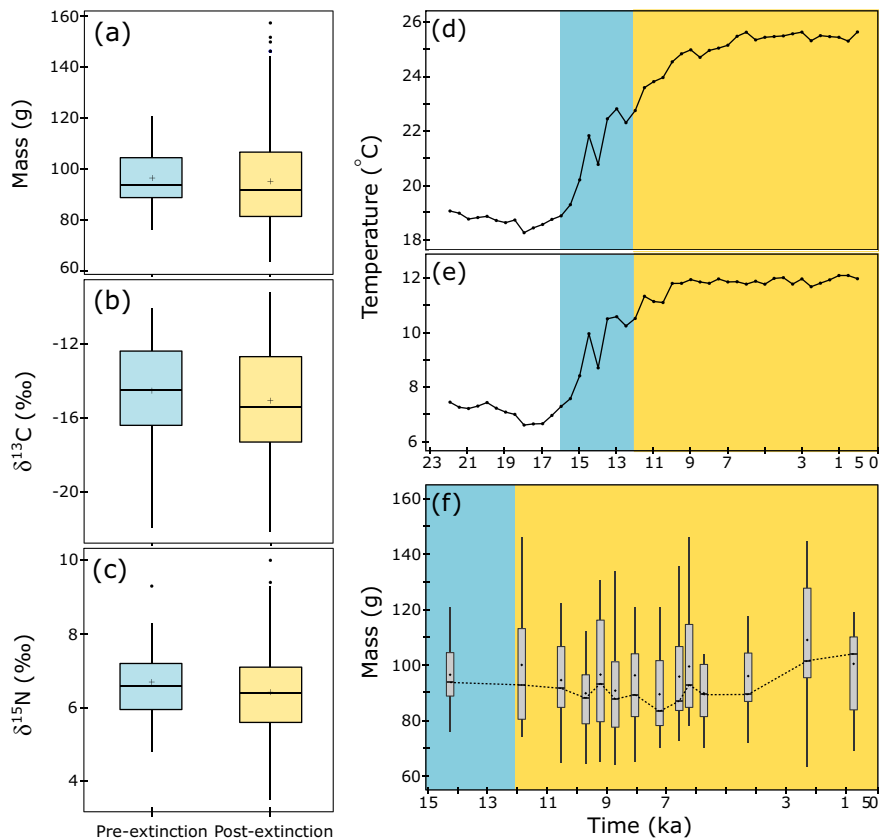 (a)
Mass (g)
160
140
120
100
80
60
(b)
δ¹³C (‰)
-12
-16
-20
(c)
δ¹⁵N (‰)
10
8
6
4
Pre-extinction Post-extinction
(d)
Temperature (°C)
26
24
22
20
18
(e)
12
10
8
6
23 21 19 17 15 13 11 9 7 3 1 5 0
(f)
Mass (g)
160
140
120
100
80
60
15 13 11 9 7 3 1 5 0
Time (ka)